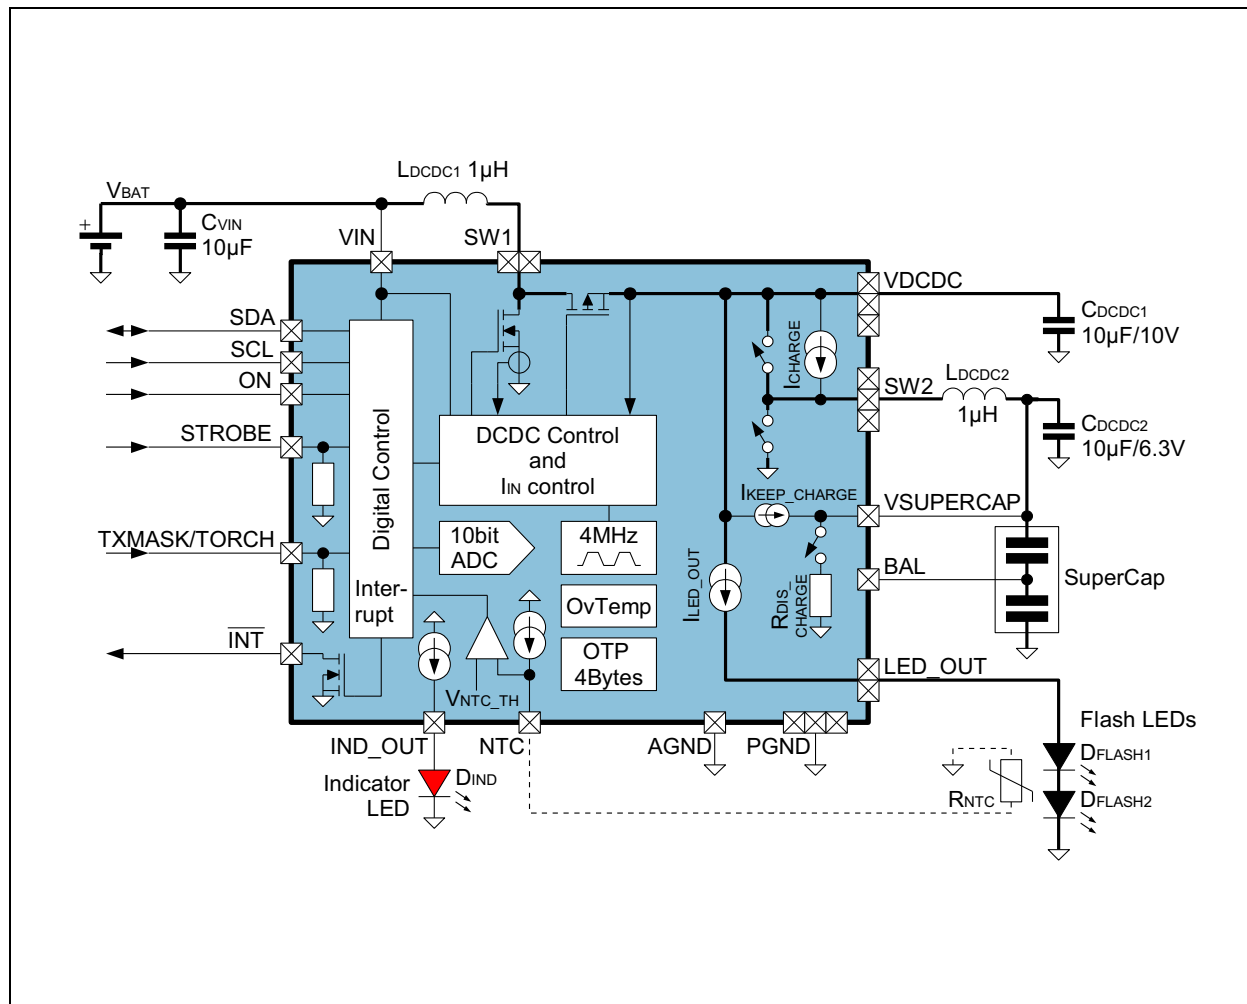 LDCDC1 1µH
VBAT
+
CVIN
10µF
VIN
SW1
VDCDC
CDCDC1
10µF/10V
SDA
SCL
ON
STROBE
TXMASK/TORCH
INT
Digital Control
Inter-
rupt
DCDC Control
and
IIN control
10bit
ADC
4MHz
OvTemp
OTP
4Bytes
VNTC_TH
ICHARGE
SW2
LDCDC2
1µH
CDCDC2
10µF/6.3V
IKEEP_CHARGE
VSUPERCAP
BAL
SuperCap
ILED_OUT
RDIS_
CHARGE
LED_OUT
IND_OUT
NTC
AGND
PGND
Flash LEDs
DFLASH1
DFLASH2
RNTC
Indicator
LED
DIND